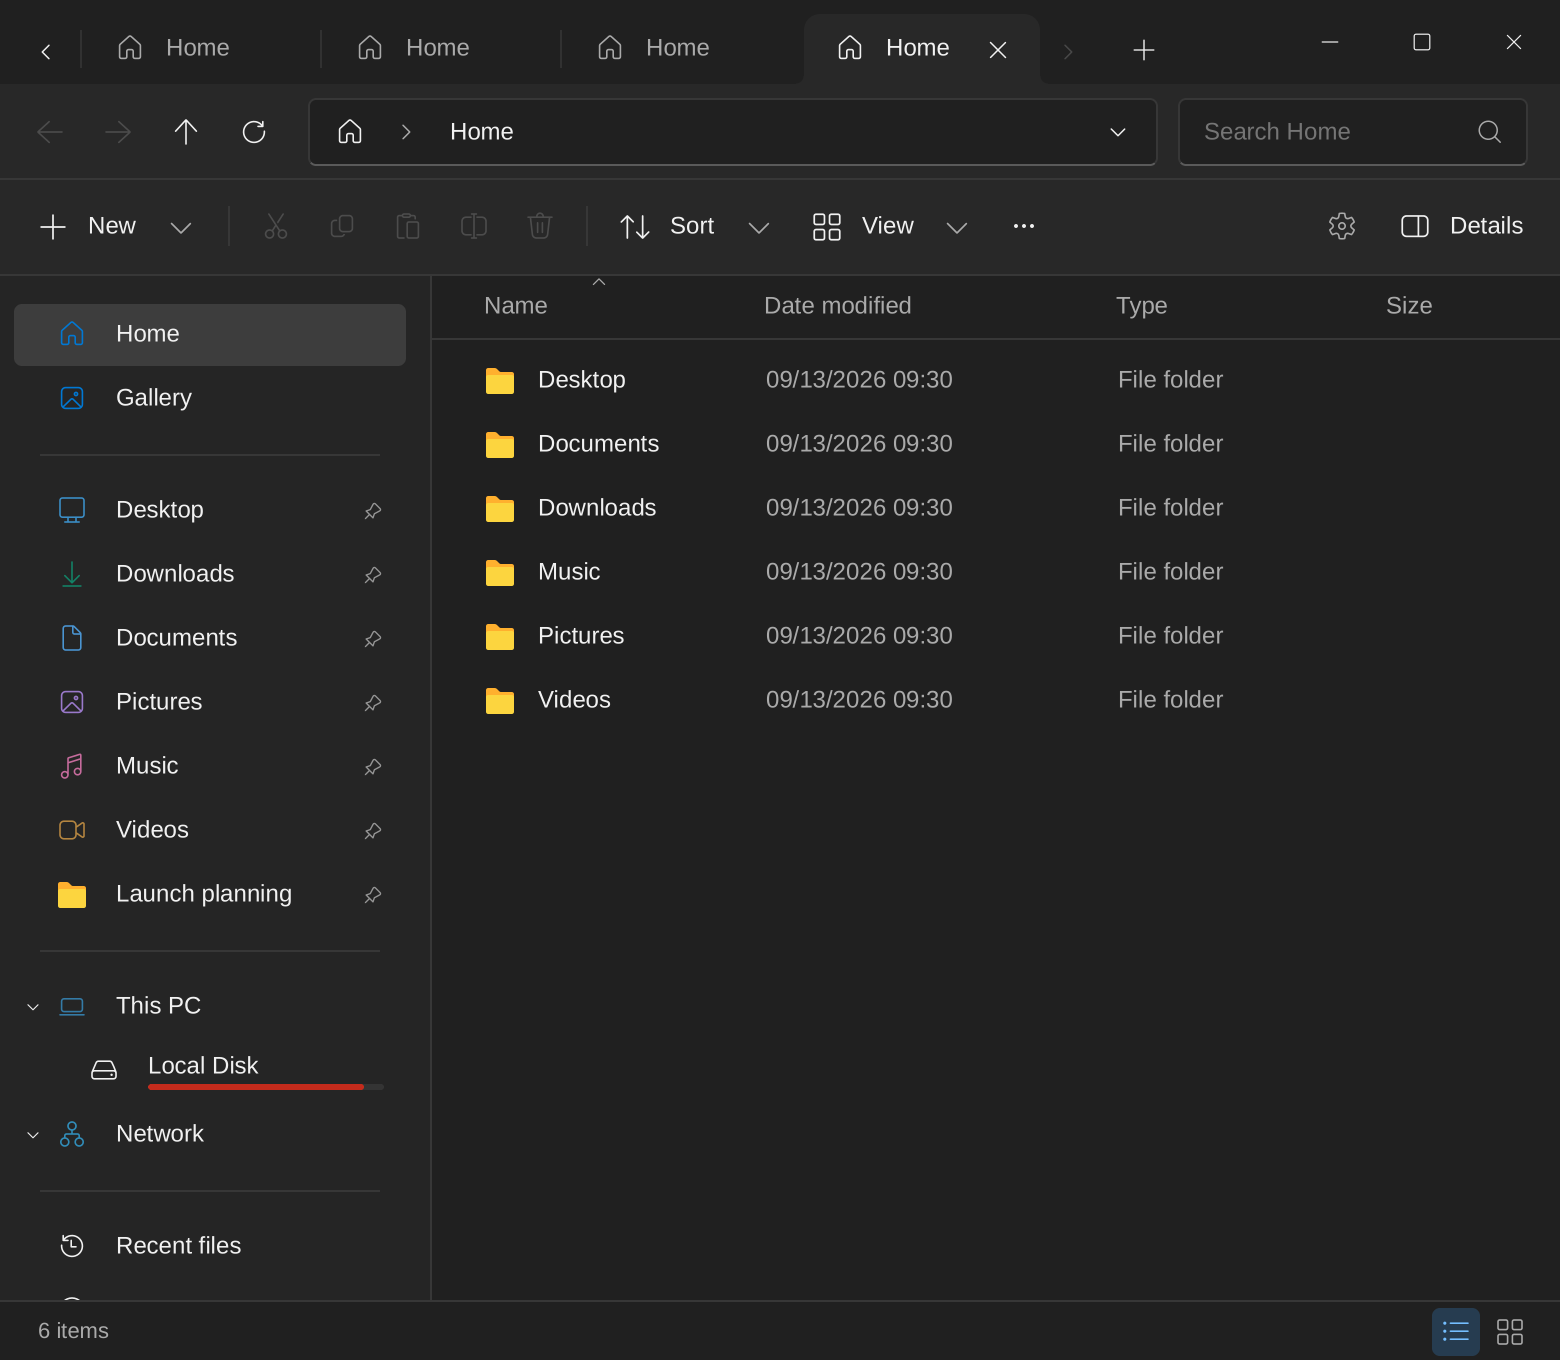 Home Home Home Home
Home Search Home
New Sort View Details
Name Date modified Type Size
Home
Gallery
Desktop
Downloads
Documents
Pictures
Music
Videos
Launch planning
This PC
Local Disk
Network
Recent files
Desktop 09/13/2026 09:30 File folder
Documents 09/13/2026 09:30 File folder
Downloads 09/13/2026 09:30 File folder
Music 09/13/2026 09:30 File folder
Pictures 09/13/2026 09:30 File folder
Videos 09/13/2026 09:30 File folder
6 items